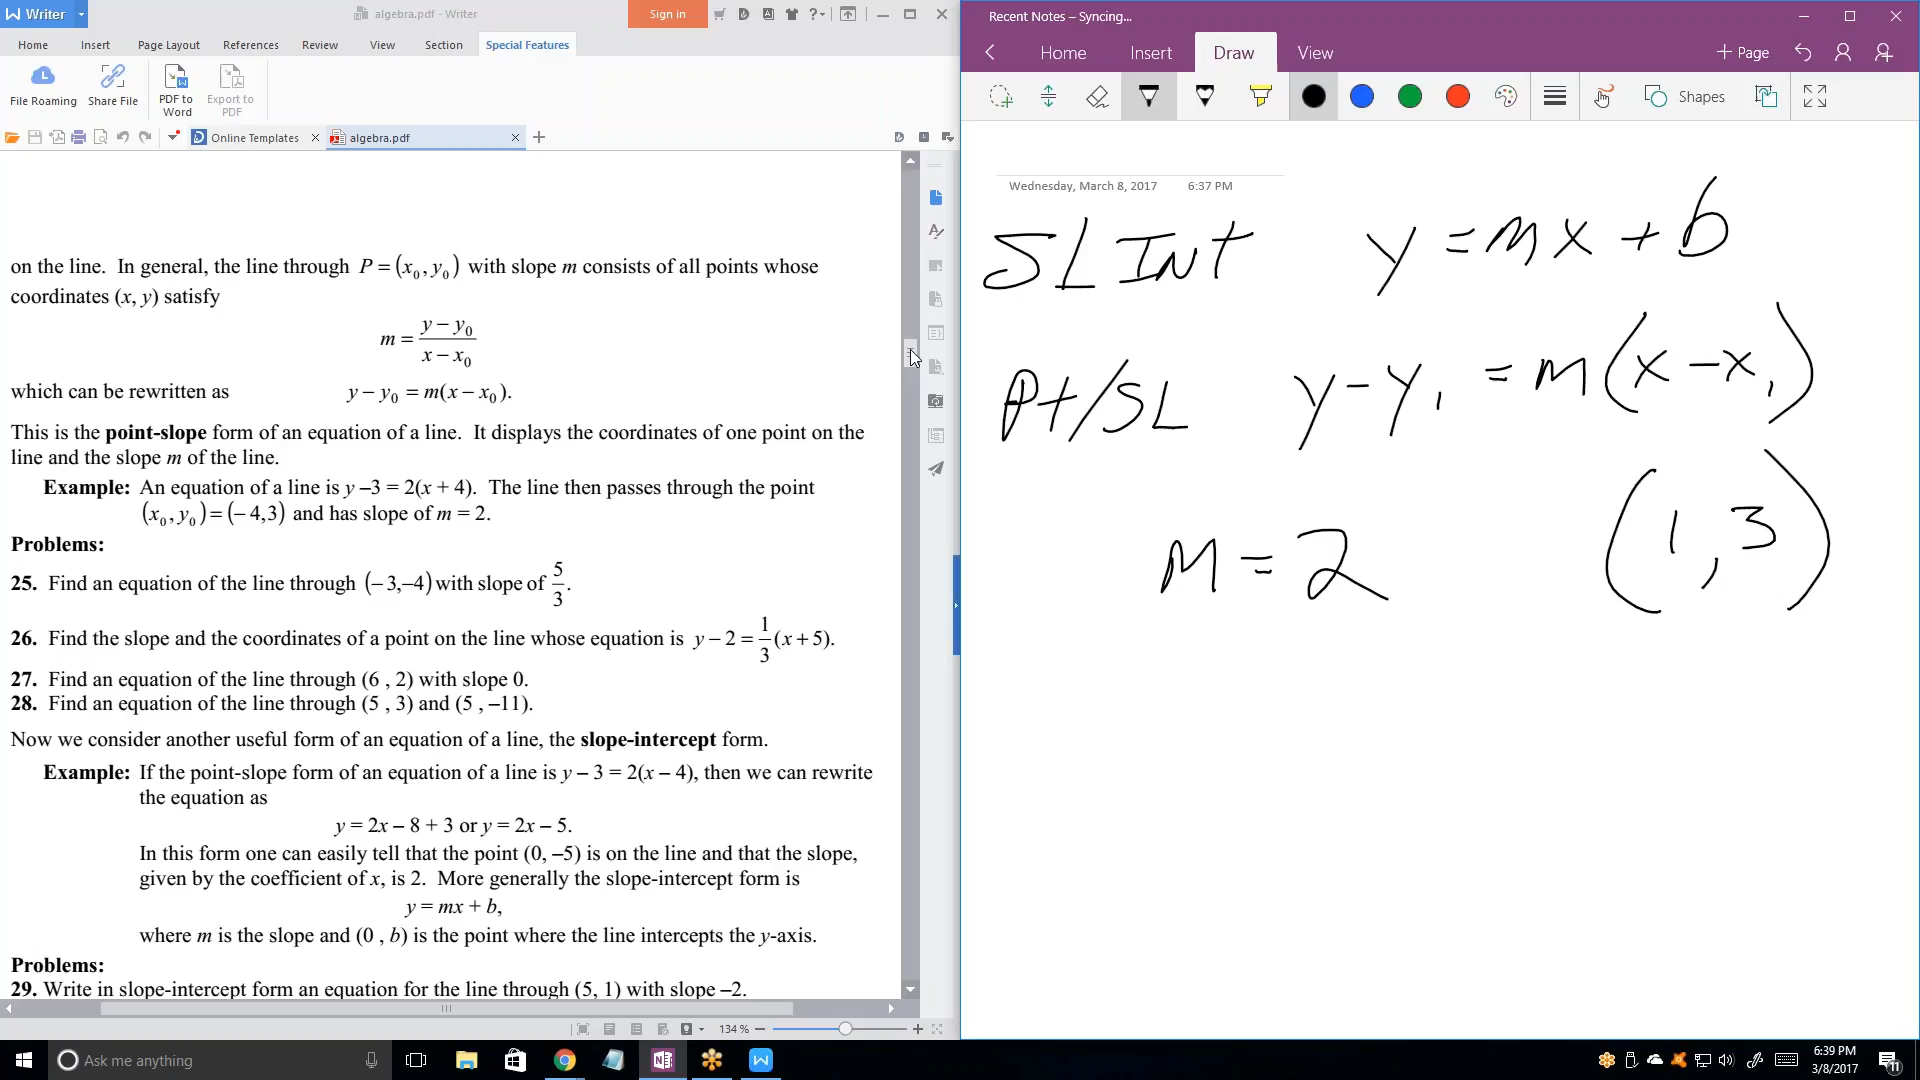 Writer
algebra.pdf - Writer
Sign in
Home Insert Page Layout References Review View Section Special Features
File Roaming Share File PDF to Word Export to PDF
Online Templates algebra.pdf
on the line. In general, the line through P = (x₀, y₀) with slope m consists of all points whose
coordinates (x, y) satisfy
m = (y − y₀)/(x − x₀)
which can be rewritten as y − y₀ = m(x − x₀).
This is the point-slope form of an equation of a line. It displays the coordinates of one point on the
line and the slope m of the line.
Example: An equation of a line is y –3 = 2(x + 4). The line then passes through the point
(x₀, y₀) = (− 4,3) and has slope of m = 2.
Problems:
25. Find an equation of the line through (− 3,−4) with slope of 5/3.
26. Find the slope and the coordinates of a point on the line whose equation is y − 2 = 1/3 (x + 5).
27. Find an equation of the line through (6 , 2) with slope 0.
28. Find an equation of the line through (5 , 3) and (5 , –11).
Now we consider another useful form of an equation of a line, the slope-intercept form.
Example: If the point-slope form of an equation of a line is y – 3 = 2(x – 4), then we can rewrite
the equation as
y = 2x – 8 + 3 or y = 2x – 5.
In this form one can easily tell that the point (0, –5) is on the line and that the slope,
given by the coefficient of x, is 2. More generally the slope-intercept form is
y = mx + b,
where m is the slope and (0 , b) is the point where the line intercepts the y-axis.
Problems:
29. Write in slope-intercept form an equation for the line through (5, 1) with slope –2.
134 %
Recent Notes – Syncing...
Home Insert Draw View
Page
Shapes
Wednesday, March 8, 2017 6:37 PM
SL Int y = mx + b
Pt/SL y - y₁ = m(x - x₁)
m = 2 (1, 3)
Ask me anything
6:39 PM
3/8/2017
11